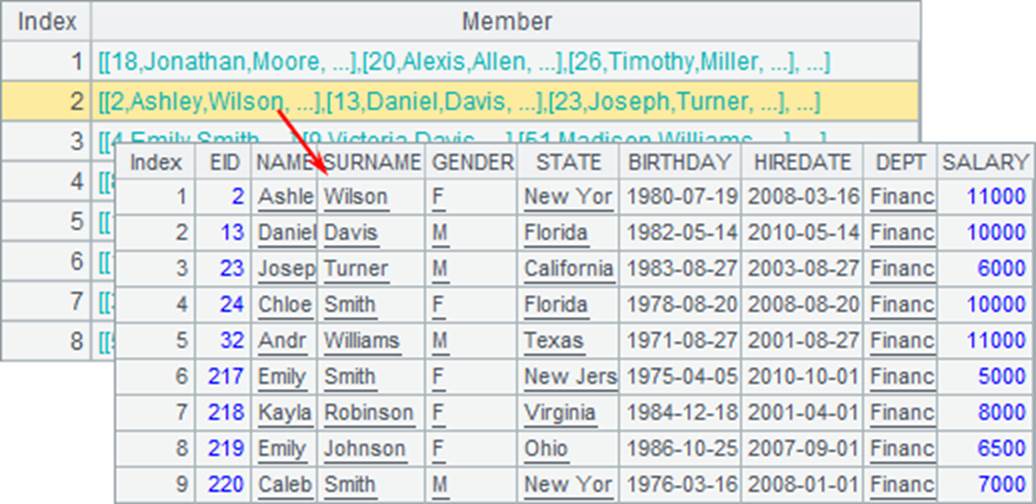 Index Member
1 [[18,Jonathan,Moore, ...],[20,Alexis,Allen, ...],[26,Timothy,Miller, ...], ...]
2 [[2,Ashley,Wilson, ...],[13,Daniel,Davis, ...],[23,Joseph,Turner, ...], ...]
3 [[4,Emily,Smith, ...],[9,Victoria,Davis, ...],[51,Madison,Williams, ...], ...]
4 [[
5 [[
6 [[
7 [[
8 [[
Index EID NAME SURNAME GENDER STATE BIRTHDAY HIREDATE DEPT SALARY
1 2 Ashle Wilson F New Yor 1980-07-19 2008-03-16 Financ 11000
2 13 Daniel Davis M Florida 1982-05-14 2010-05-14 Financ 10000
3 23 Josep Turner M California 1983-08-27 2003-08-27 Financ 6000
4 24 Chloe Smith F Florida 1978-08-20 2008-08-20 Financ 10000
5 32 Andr Williams M Texas 1971-08-27 2001-08-27 Financ 11000
6 217 Emily Smith F New Jers 1975-04-05 2010-10-01 Financ 5000
7 218 Kayla Robinson F Virginia 1984-12-18 2001-04-01 Financ 8000
8 219 Emily Johnson F Ohio 1986-10-25 2007-09-01 Financ 6500
9 220 Caleb Smith M New Yor 1976-03-16 2008-01-01 Financ 7000